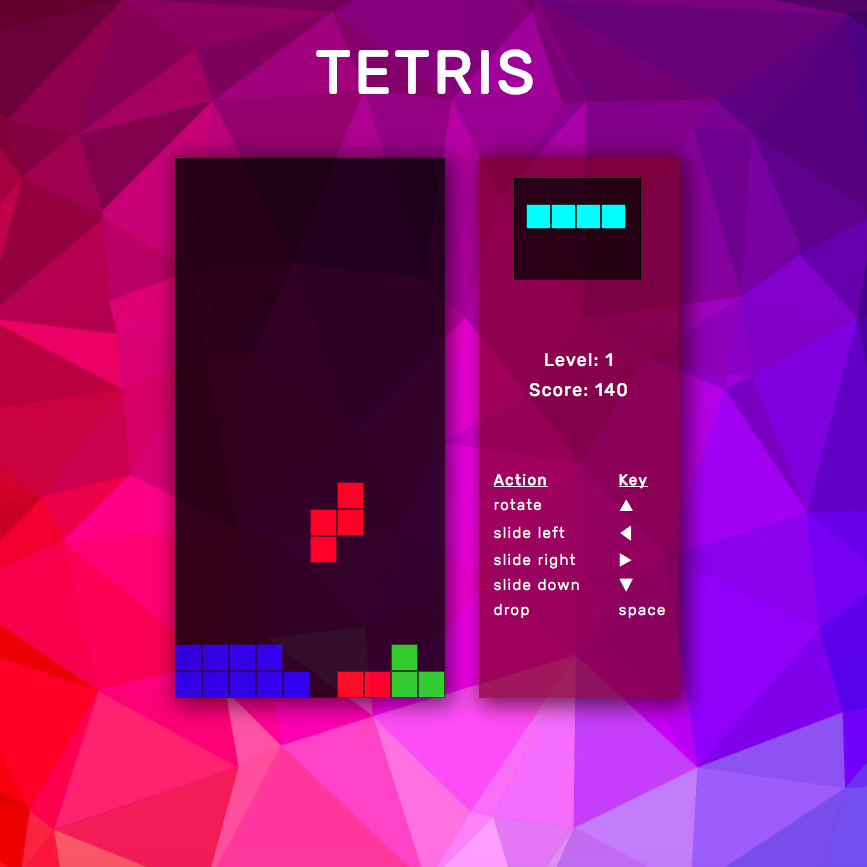 TETRIS
Level: 1
Score: 140
Action Key
rotate ▲
slide left ◀
slide right ▶
slide down ▼
drop space